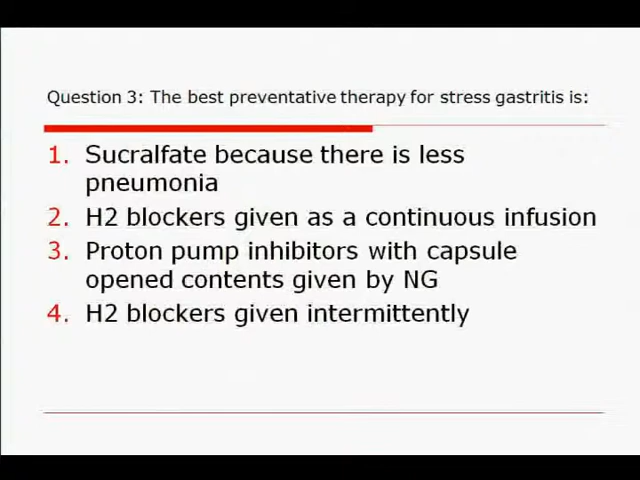 Question 3: The best preventative therapy for stress gastritis is:
1. Sucralfate because there is less
pneumonia
2. H2 blockers given as a continuous infusion
3. Proton pump inhibitors with capsule
opened contents given by NG
4. H2 blockers given intermittently